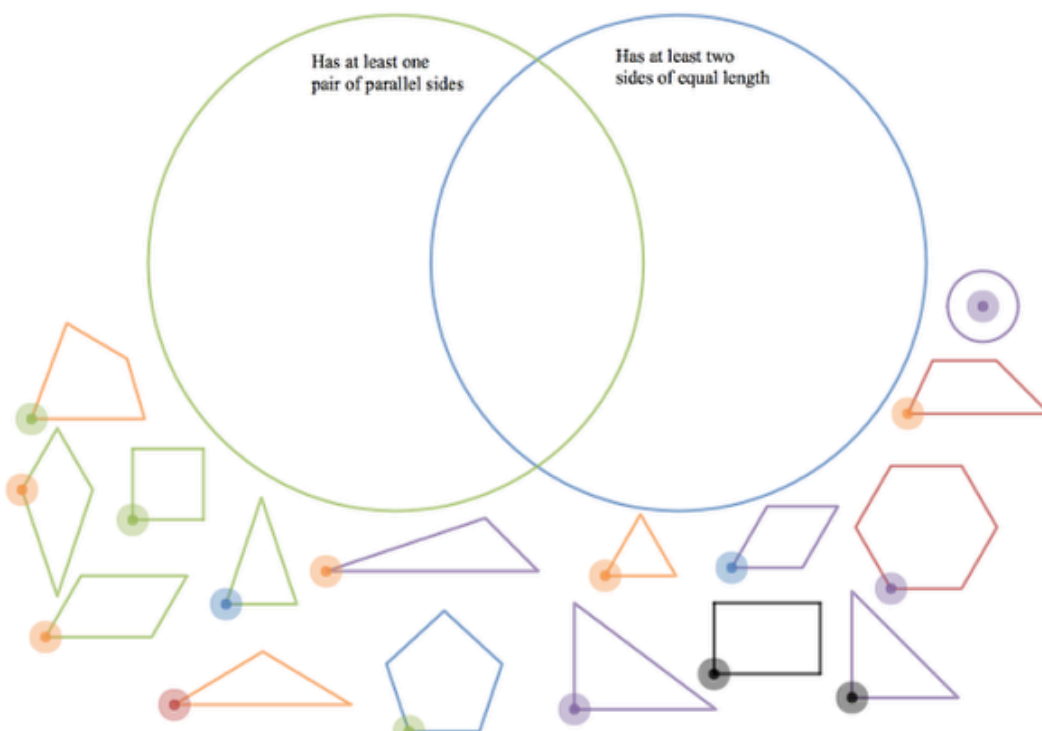 Has at least one
pair of parallel sides
Has at least two
sides of equal length